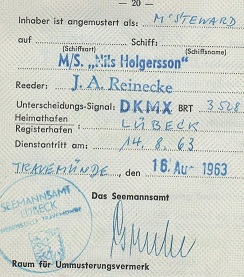 — 20 —
Inhaber ist angemustert als: M'STEWARD
auf Schiff:
(Schiffsart) (Schiffsname)
M/S. „Nils Holgersson"
Reeder: J. A. Reinecke
Unterscheidungs-Signal: DKMX BRT 3528
Heimathafen
Registerhafen: LÜBECK
Dienstantritt am: 14.8.63
TRAVEMÜNDE, den 16. Aug. 1963
Das Seemannsamt
SEEMANNSAMT
LÜBECK
Raum für Ummusterungsvermerk